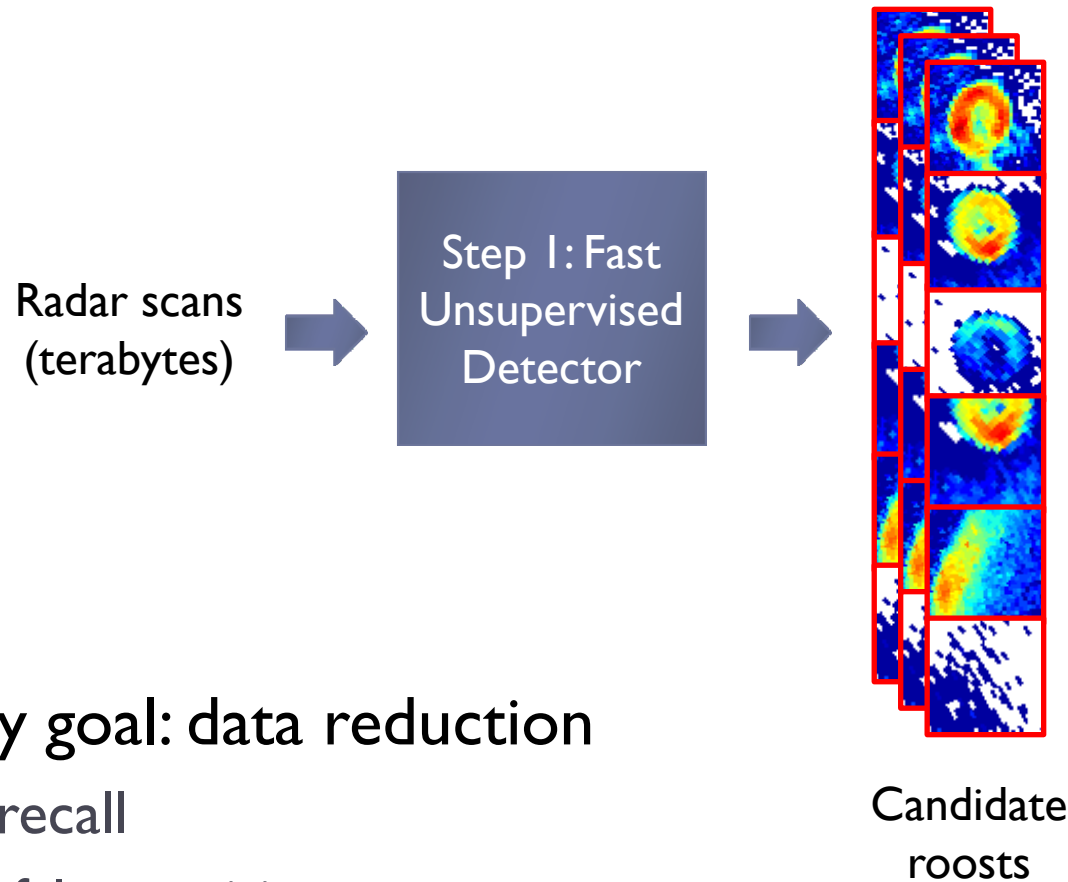 Radar scans
(terabytes)
Step 1: Fast
Unsupervised
Detector
Candidate
roosts
y goal: data reduction
recall